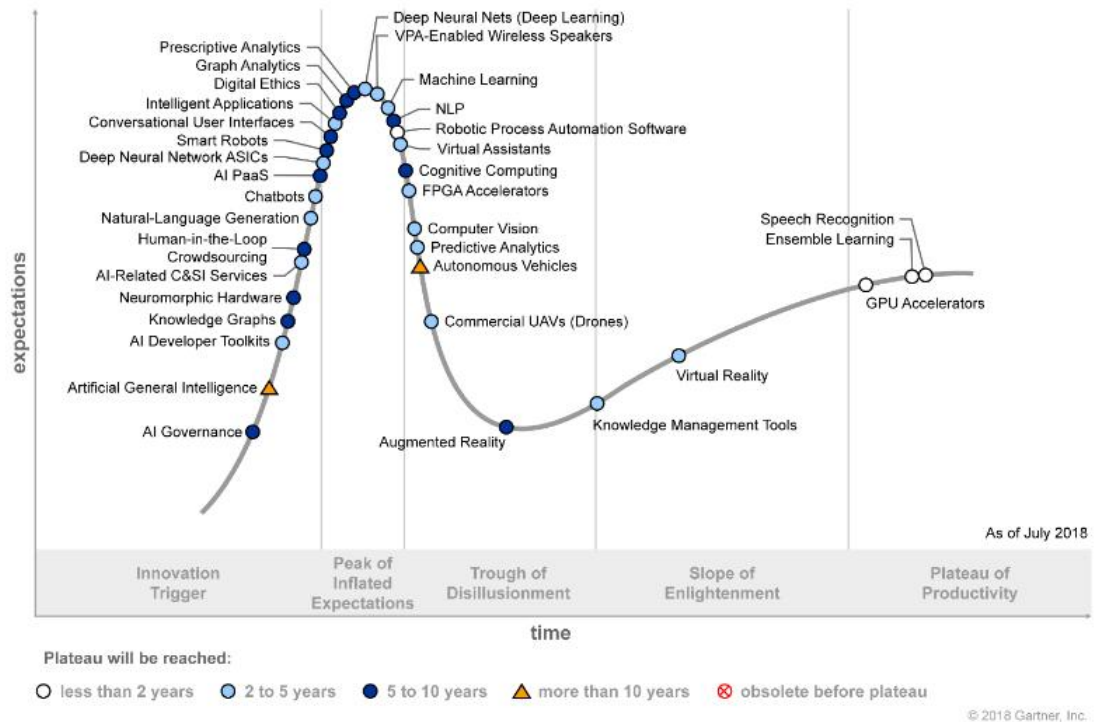 Deep Neural Nets (Deep Learning)
VPA-Enabled Wireless Speakers
Prescriptive Analytics
Graph Analytics
Digital Ethics
Intelligent Applications
Conversational User Interfaces
Smart Robots
Deep Neural Network ASICs
AI PaaS
Chatbots
Natural-Language Generation
Human-in-the-Loop
Crowdsourcing
AI-Related C&SI Services
Neuromorphic Hardware
Knowledge Graphs
AI Developer Toolkits
Artificial General Intelligence
AI Governance
Machine Learning
NLP
Robotic Process Automation Software
Virtual Assistants
Cognitive Computing
FPGA Accelerators
Computer Vision
Predictive Analytics
Autonomous Vehicles
Commercial UAVs (Drones)
Augmented Reality
Knowledge Management Tools
Virtual Reality
Speech Recognition
Ensemble Learning
GPU Accelerators
expectations
As of July 2018
Innovation
Trigger
Peak of
Inflated
Expectations
Trough of
Disillusionment
Slope of
Enlightenment
Plateau of
Productivity
time
Plateau will be reached:
less than 2 years
2 to 5 years
5 to 10 years
more than 10 years
obsolete before plateau
© 2018 Gartner, Inc.